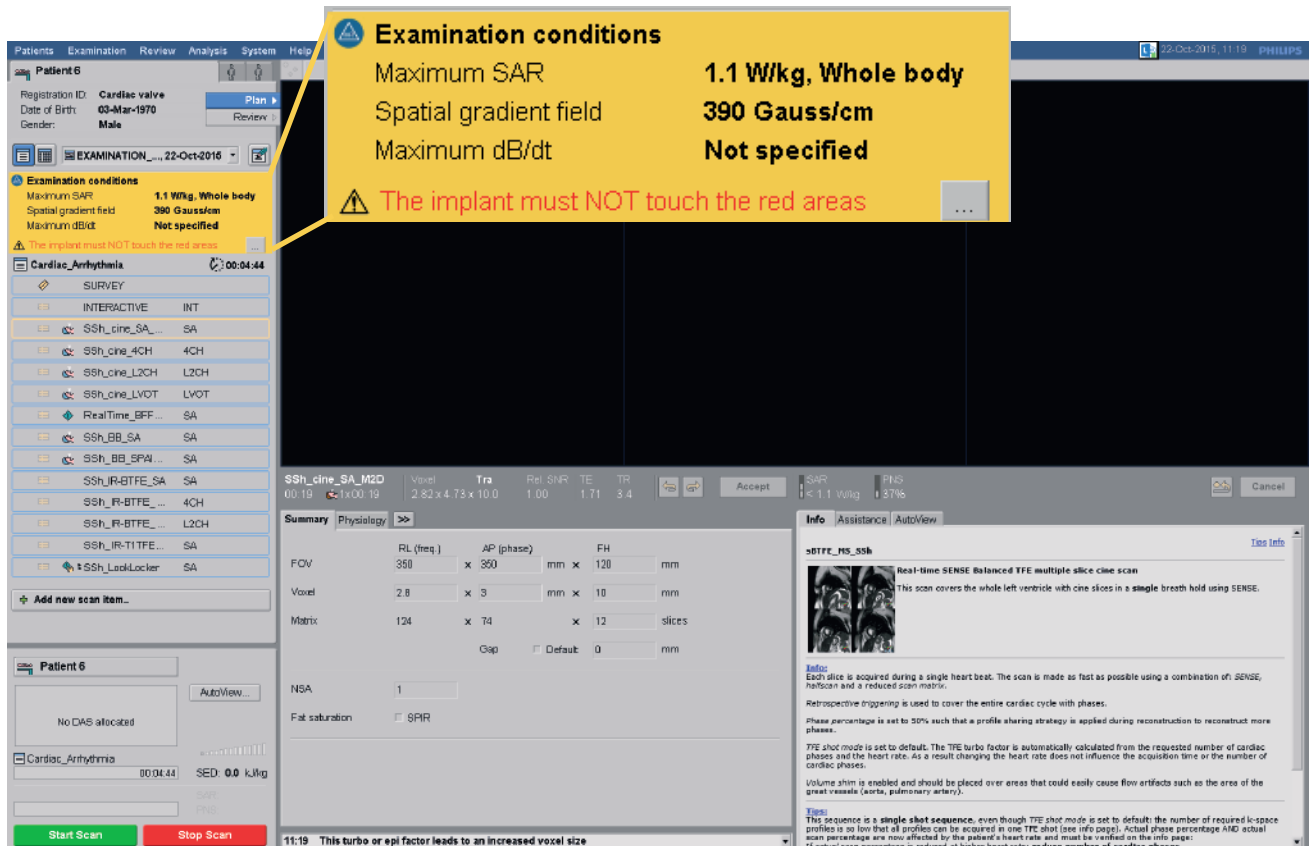 Examination conditions
Maximum SAR 1.1 W/kg, Whole body
Spatial gradient field 390 Gauss/cm
Maximum dB/dt Not specified
The implant must NOT touch the red areas ...
Patients Examination Review Analysis System Help
22-Oct-2015, 11:19 PHILIPS
Patient 6
Registration ID: Cardiac valve
Date of Birth: 03-Mar-1970
Gender: Male
Plan
Review
EXAMINATION_..., 22-Oct-2016
Examination conditions
Maximum SAR 1.1 W/kg, Whole body
Spatial gradient field 390 Gauss/cm
Maximum dB/dt Not specified
The implant must NOT touch the red areas ...
Cardiac_Arrhythmia 00:04:44
SURVEY
INTERACTIVE INT
SSh_cine_SA_... SA
SSh_cine_4CH 4CH
SSh_cine_L2CH L2CH
SSh_cine_LVOT LVOT
RealTime_BFF... SA
SSh_BB_SA SA
SSh_BB_SPAI... SA
SSh_IR-BTFE_SA SA
SSh_IR-BTFE_... 4CH
SSh_IR-BTFE_... L2CH
SSh_IR-T1TFE... SA
SSh_LookLocker SA
Add new scan item...
Patient 6
AutoView...
No DAS allocated
Cardiac_Arrhythmia
00:04:44 SED: 0.0 kJ/kg
SAR
PNS
Start Scan Stop Scan
SSh_cine_SA_M2D Voxel Tra Rel. SNR TE TR
00:19 1x00:19 2.82 x 4.73 x 10.0 1.00 1.71 3.4
Accept
SAR PNS
< 1.1 W/kg 37%
Cancel
Summary Physiology >>
RL (freq.) AP (phase) FH
FOV 350 x 350 mm x 120 mm
Voxel 2.8 x 3 mm x 10 mm
Matrix 124 x 74 x 12 slices
Gap Default 0 mm
NSA 1
Fat saturation SPIR
11:19 This turbo or epi factor leads to an increased voxel size
Info Assistance AutoView
Tips Info
sBTFE_MS_SSh
Real-time SENSE Balanced TFE multiple slice cine scan
This scan covers the whole left ventricle with cine slices in a single breath hold using SENSE.
Info:
Each slice is acquired during a single heart beat. The scan is made as fast as possible using a combination of: SENSE,
halfscan and a reduced scan matrix.
Retrospective triggering is used to cover the entire cardiac cycle with phases.
Phase percentage is set to 50% such that a profile sharing strategy is applied during reconstruction to reconstruct more
phases.
TFE shot mode is set to default. The TFE turbo factor is automatically calculated from the requested number of cardiac
phases and the heart rate. As a result changing the heart rate does not influence the acquisition time or the number of
cardiac phases.
Volume shim is enabled and should be placed over areas that could easily cause flow artifacts such as the area of the
great vessels (aorta, pulmonary artery).
Tips:
This sequence is a single shot sequence, even though TFE shot mode is set to default: the number of required k-space
profiles is so low that all profiles can be acquired in one TFE shot (see info page). Actual phase percentage AND actual
scan percentage are now affected by the patient's heart rate and must be verified on the info page: